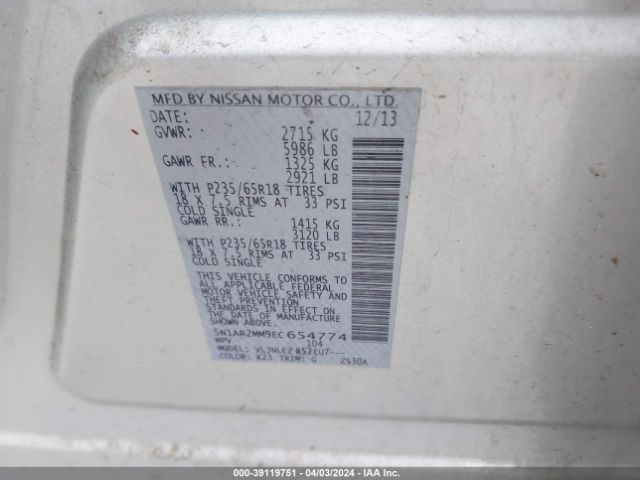 MFD BY NISSAN MOTOR CO., LTD.
DATE: 12/13
GVWR: 2715 KG
5986 LB
GAWR FR.: 1325 KG
2921 LB
WITH P235/65R18 TIRES
18 X 7.5 RIMS AT 33 PSI
COLD SINGLE
GAWR RR.: 1415 KG
3120 LB
WITH P235/65R18 TIRES
18 X 7.5 RIMS AT 33 PSI
COLD SINGLE
THIS VEHICLE CONFORMS TO
ALL APPLICABLE FEDERAL
MOTOR VEHICLE SAFETY AND
THEFT PREVENTION
STANDARDS IN EFFECT ON
THE DATE OF MANUFACTURE
SHOWN ABOVE.
5N1AR2MM9EC654774
MPV 104
MODEL: VLJNLEZ R52EU7---
COLOR: K23 TRIM: G ZS30A
000-39119751 - 04/03/2024 - IAA Inc.